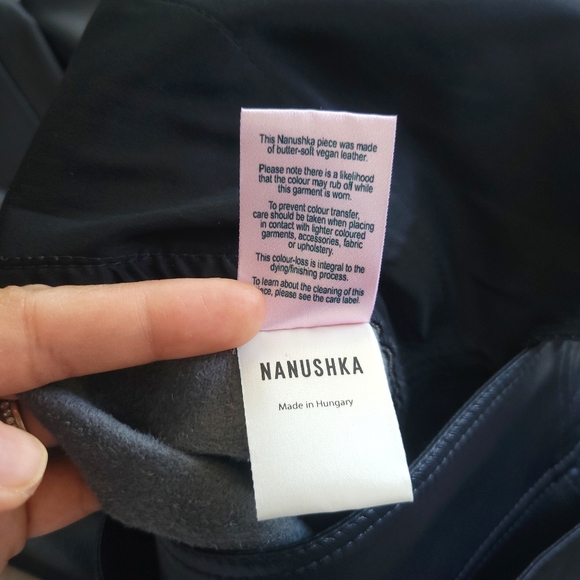 This Nanushka piece was made
of butter-soft vegan leather.
Please note there is a likelihood
that the colour may rub off while
this garment is worn.
To prevent colour transfer,
care should be taken when placing
in contact with lighter coloured
garments, accessories, fabric
or upholstery.
This colour-loss is integral to the
dying/finishing process.
To learn about the cleaning of this
please see the care label.
NANUSHKA
Made in Hungary